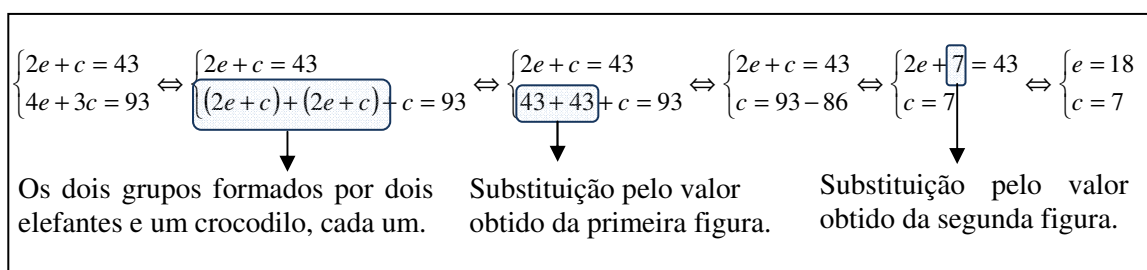 2e + c = 43 ⇔ 2e + c = 43 ⇔ 2e + c = 43 ⇔ 2e + c = 43 ⇔ 2e + 7 = 43 ⇔ e = 18
4e + 3c = 93 (2e + c) + (2e + c) + c = 93 43 + 43 + c = 93 c = 93 − 86 c = 7 c = 7
Os dois grupos formados por dois
elefantes e um crocodilo, cada um.
Substituição pelo valor
obtido da primeira figura.
Substituição pelo valor
obtido da segunda figura.